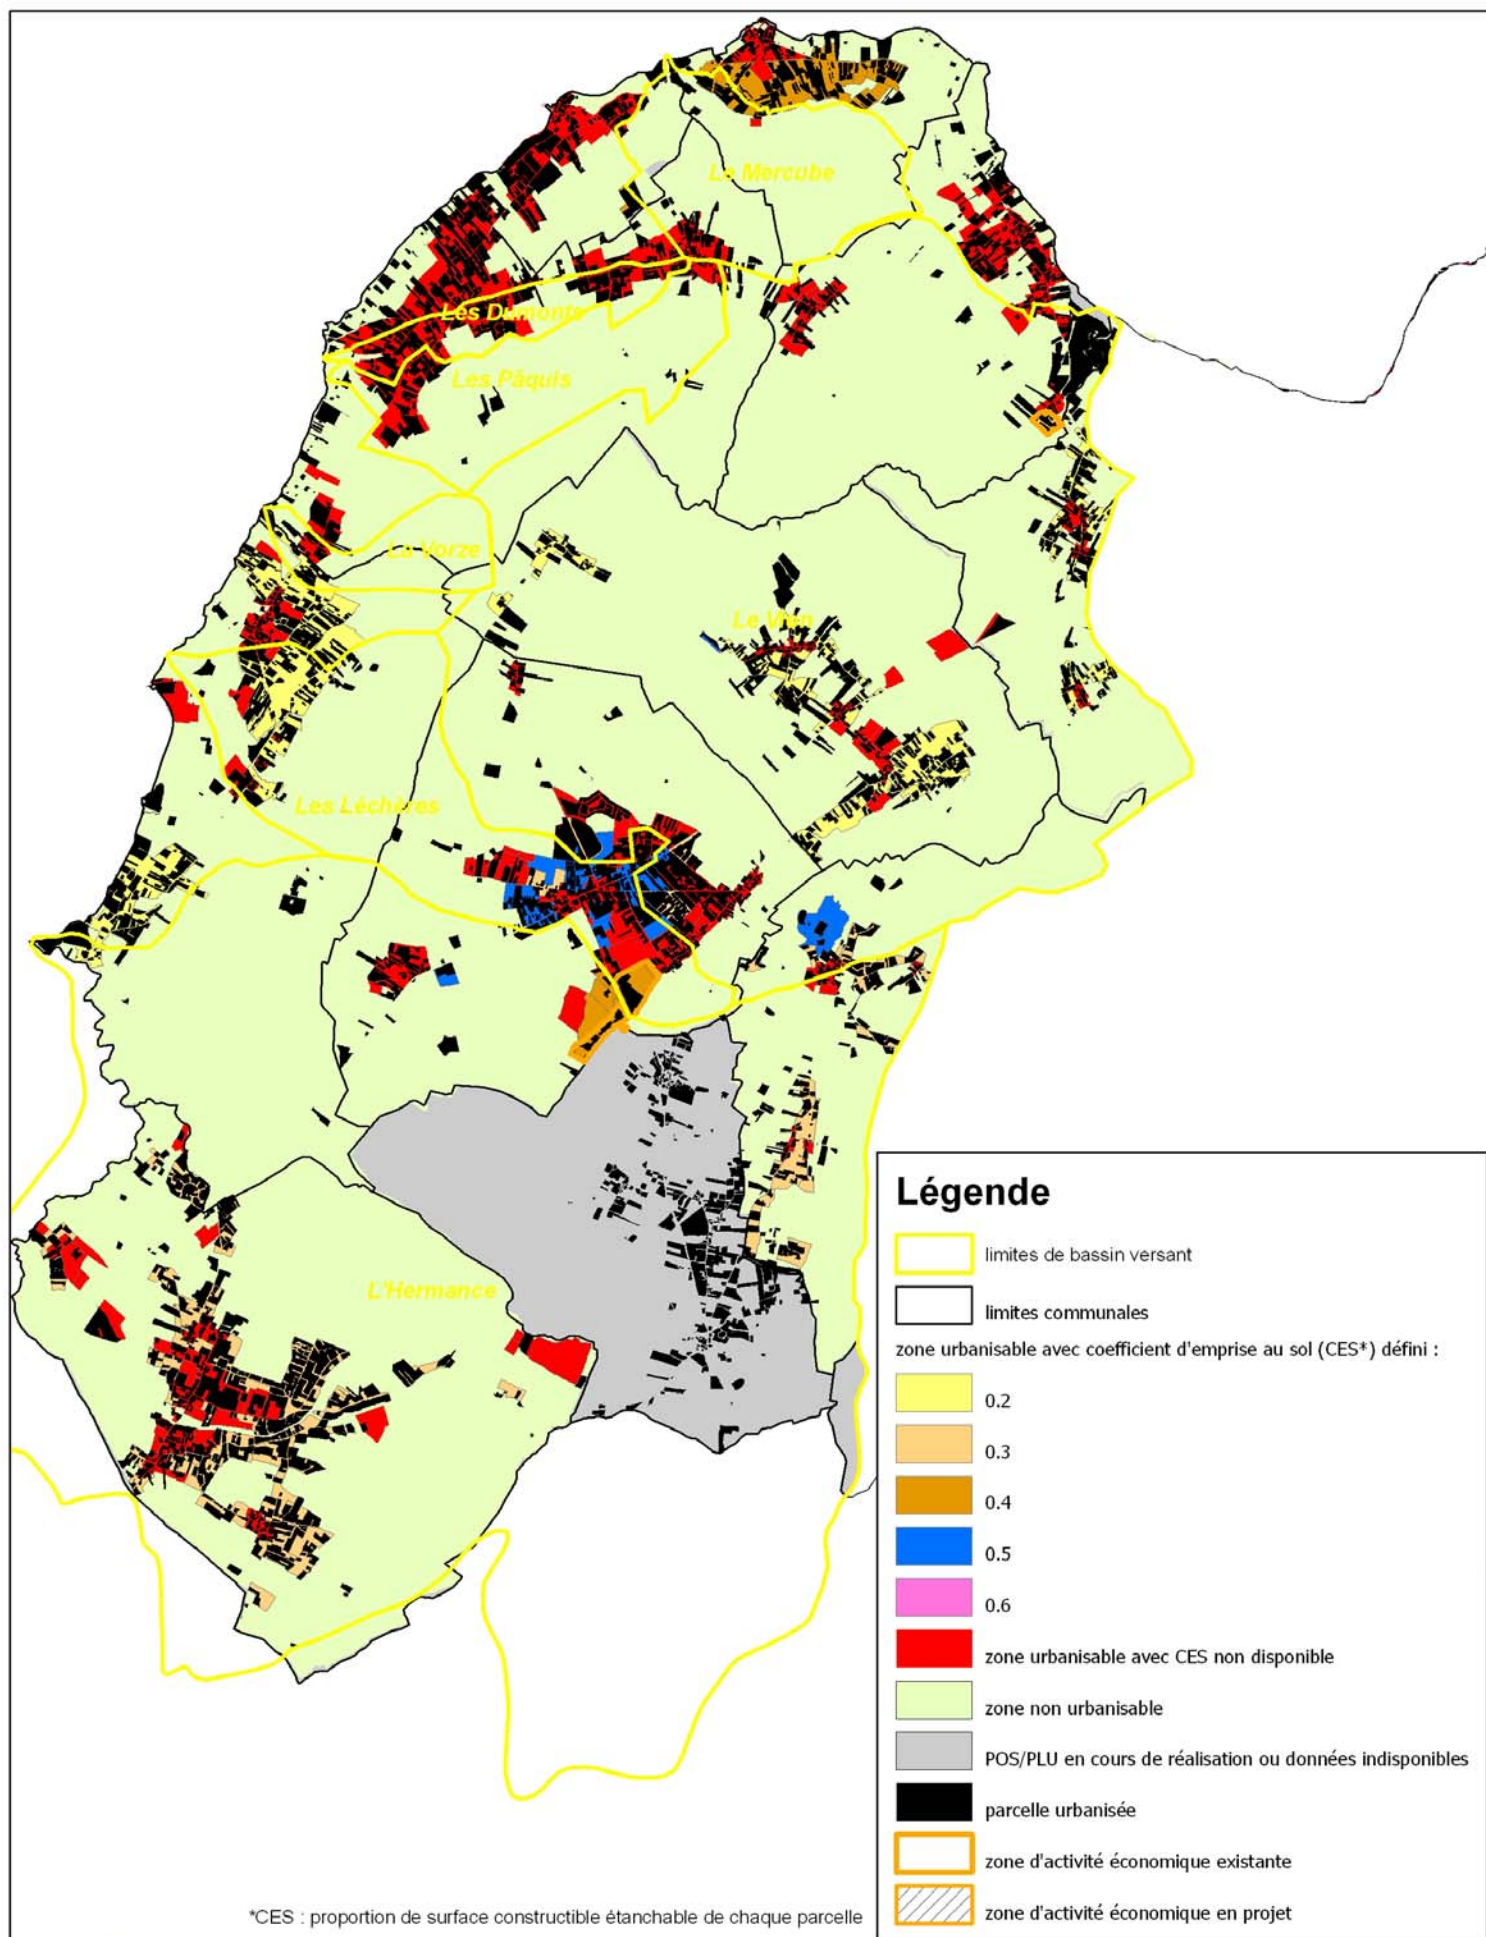 Le Mercube
Les Dumonts
Les Pâquis
La Vorze
Le Vion
Les Léchères
L'Hermance
Légende
limites de bassin versant
limites communales
zone urbanisable avec coefficient d'emprise au sol (CES*) défini :
0.2
0.3
0.4
0.5
0.6
zone urbanisable avec CES non disponible
zone non urbanisable
POS/PLU en cours de réalisation ou données indisponibles
parcelle urbanisée
zone d'activité économique existante
zone d'activité économique en projet
*CES : proportion de surface constructible étanchable de chaque parcelle